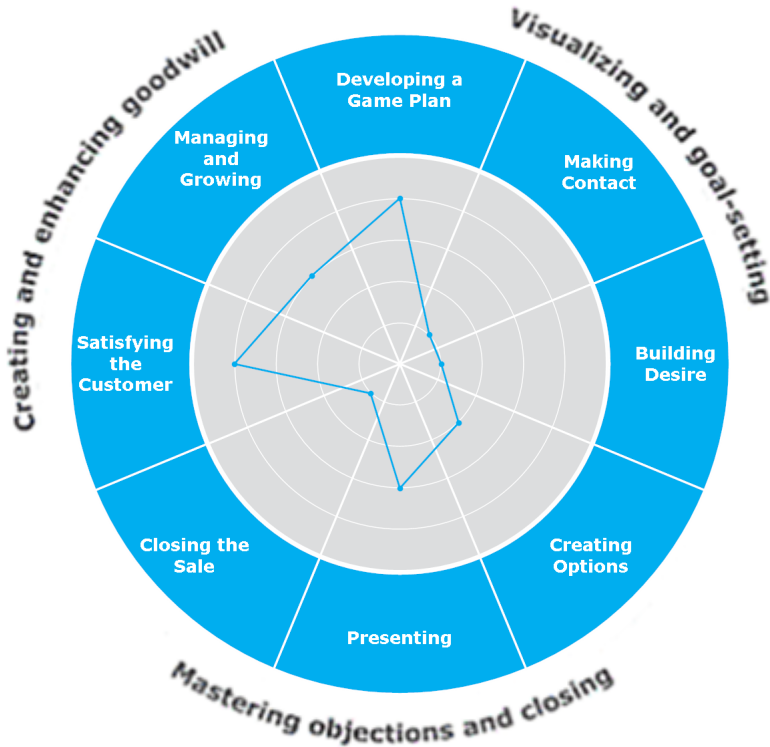 Creating and enhancing goodwill
Visualizing and goal-setting
Developing a
Game Plan
Managing
and
Growing
Making
Contact
Satisfying
the
Customer
Building
Desire
Closing the
Sale
Creating
Options
Presenting
Mastering objections and closing